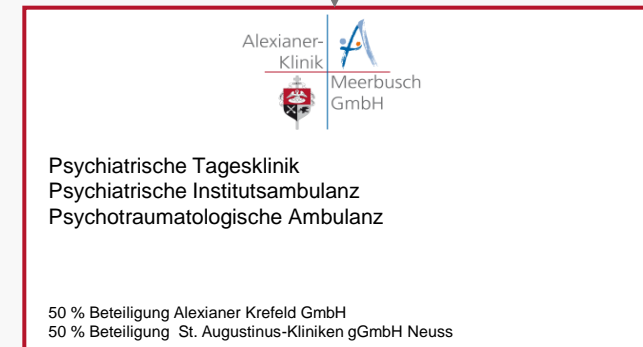 Alexianer-
Klinik
Meerbusch
GmbH
Psychiatrische Tagesklinik
Psychiatrische Institutsambulanz
Psychotraumatologische Ambulanz
50 % Beteiligung Alexianer Krefeld GmbH
50 % Beteiligung  St. Augustinus-Kliniken gGmbH Neuss